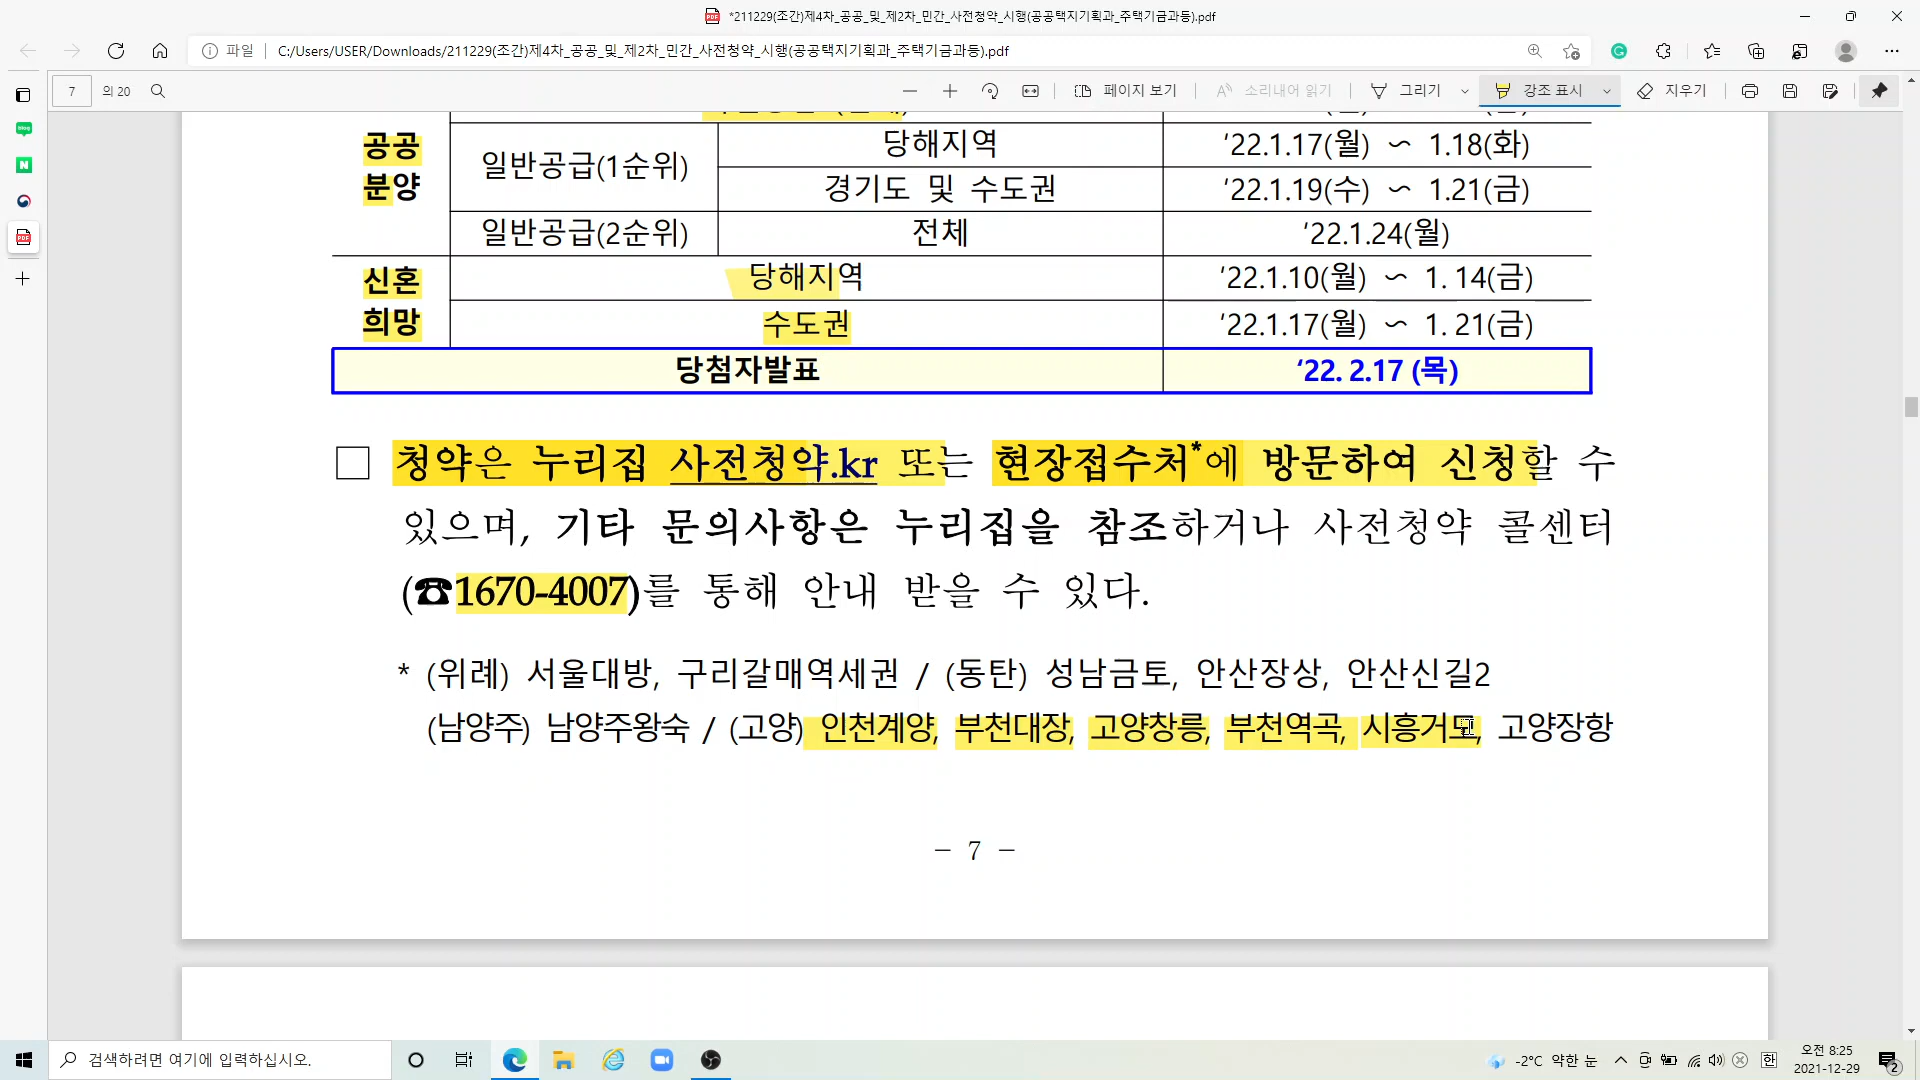 *211229(조간)제4차_공공_및_제2차_민간_사전청약_시행(공공택지기획과_주택기금과등).pdf
파일 C:/Users/USER/Downloads/211229(조간)제4차_공공_및_제2차_민간_사전청약_시행(공공택지기획과_주택기금과등).pdf
7 의 20 페이지 보기 소리내어 읽기 그리기 강조 표시 지우기
공공
분양
일반공급(1순위)
당해지역 ‘22.1.17(월) ~ 1.18(화)
경기도 및 수도권 ‘22.1.19(수) ~ 1.21(금)
일반공급(2순위) 전체 ‘22.1.24(월)
신혼
희망
당해지역 ‘22.1.10(월) ~ 1. 14(금)
수도권 ‘22.1.17(월) ~ 1. 21(금)
당첨자발표 ‘22. 2.17 (목)
□ 청약은 누리집 사전청약.kr 또는 현장접수처*에 방문하여 신청할 수
있으며, 기타 문의사항은 누리집을 참조하거나 사전청약 콜센터
(☎1670-4007)를 통해 안내 받을 수 있다.
* (위례) 서울대방, 구리갈매역세권 / (동탄) 성남금토, 안산장상, 안산신길2
(남양주) 남양주왕숙 / (고양) 인천계양, 부천대장, 고양창릉, 부천역곡, 시흥거모, 고양장항
- 7 -
검색하려면 여기에 입력하십시오.
-2°C 약한 눈
한
오전 8:25
2021-12-29
2